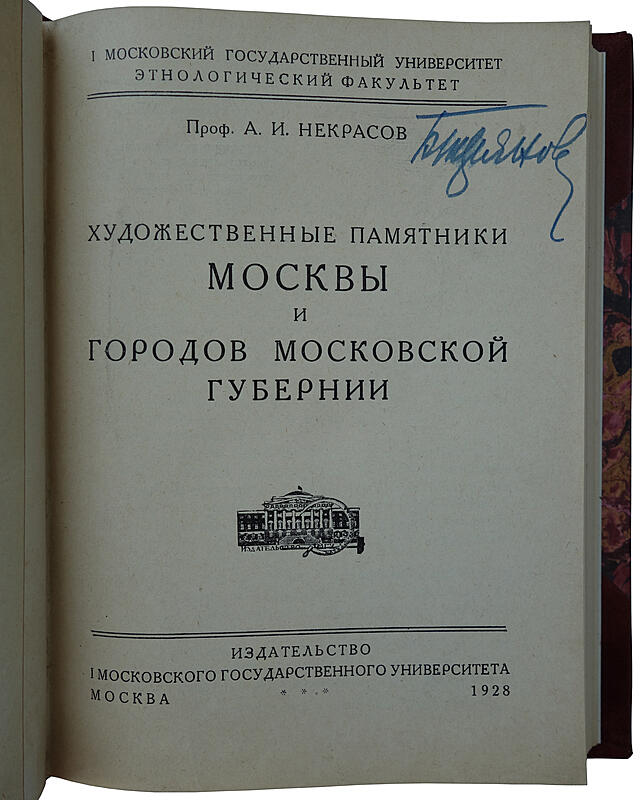 I МОСКОВСКИЙ ГОСУДАРСТВЕННЫЙ УНИВЕРСИТЕТ
ЭТНОЛОГИЧЕСКИЙ ФАКУЛЬТЕТ
Проф. А. И. НЕКРАСОВ
ХУДОЖЕСТВЕННЫЕ ПАМЯТНИКИ
МОСКВЫ
И
ГОРОДОВ МОСКОВСКОЙ
ГУБЕРНИИ
ИЗДАТЕЛЬСТВО
ИЗДАТЕЛЬСТВО
I МОСКОВСКОГО ГОСУДАРСТВЕННОГО УНИВЕРСИТЕТА
МОСКВА * * * 1928